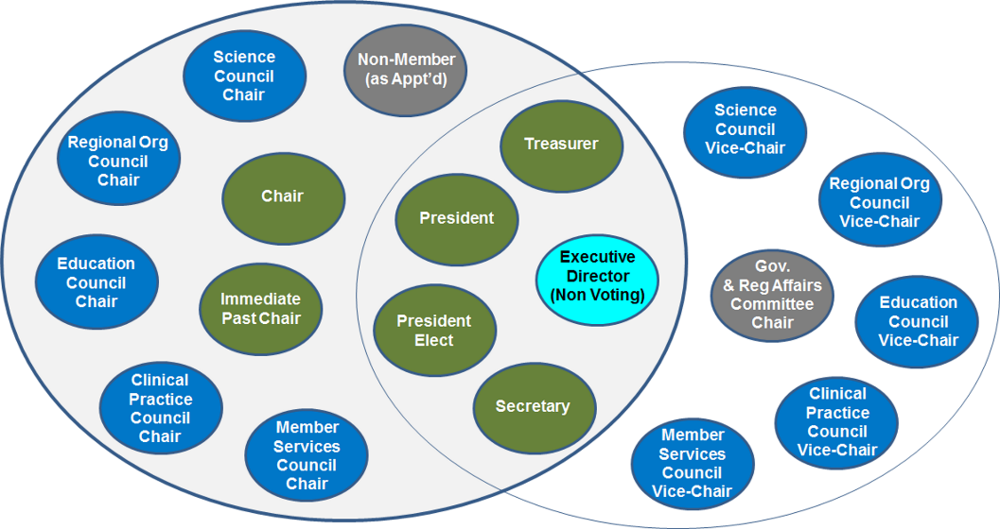 Science
Council
Chair
Non-Member
(as Appt'd)
Regional Org
Council
Chair
Chair
Education
Council
Chair
Immediate
Past Chair
Clinical
Practice
Council
Chair
Member
Services
Council
Chair
Treasurer
President
Executive
Director
(Non Voting)
President
Elect
Secretary
Science
Council
Vice-Chair
Regional Org
Council
Vice-Chair
Gov.
& Reg Affairs
Committee
Chair
Education
Council
Vice-Chair
Clinical
Practice
Council
Vice-Chair
Member
Services
Council
Vice-Chair